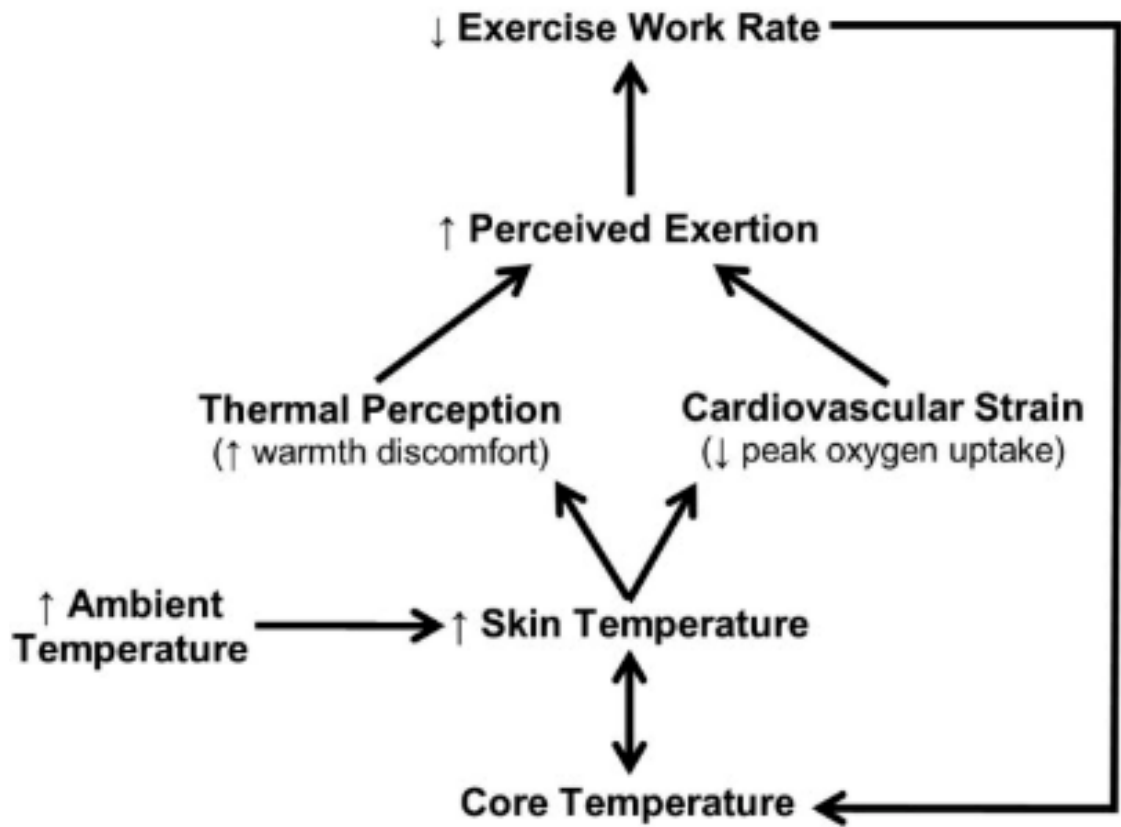 ↓ Exercise Work Rate
↑ Perceived Exertion
Thermal Perception
(↑ warmth discomfort)
Cardiovascular Strain
(↓ peak oxygen uptake)
↑ Ambient
Temperature
↑ Skin Temperature
Core Temperature